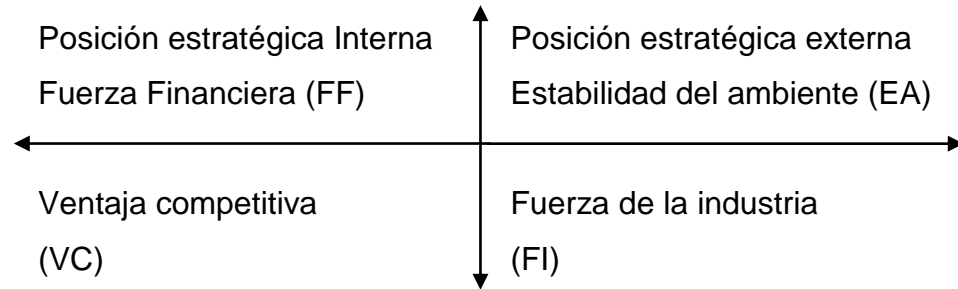 Posición estratégica Interna
Fuerza Financiera (FF)
Posición estratégica externa
Estabilidad del ambiente (EA)
Ventaja competitiva
(VC)
Fuerza de la industria
(FI)